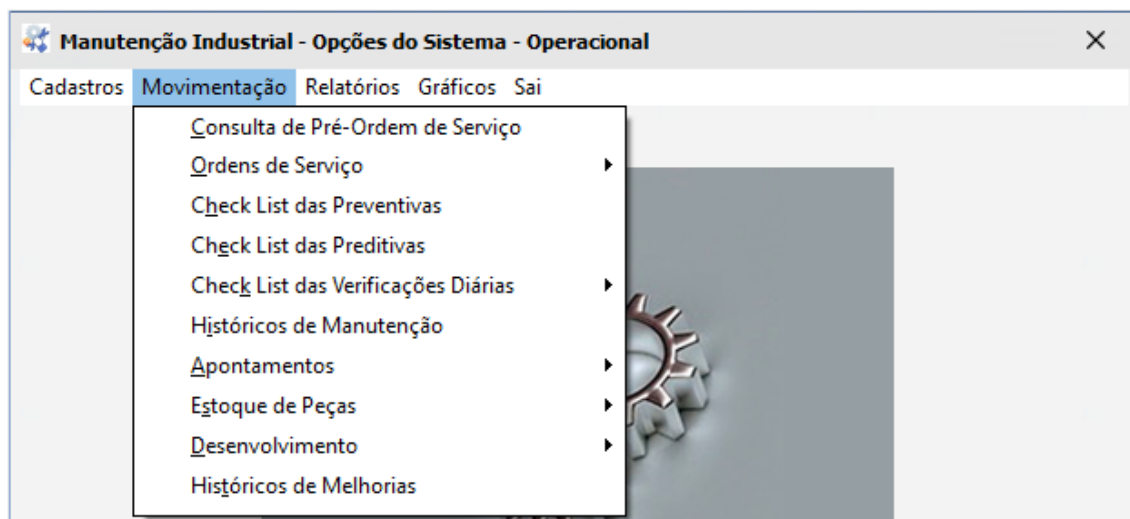 Manutenção Industrial - Opções do Sistema - Operacional
Cadastros Movimentação Relatórios Gráficos Sai
Consulta de Pré-Ordem de Serviço
Ordens de Serviço
Check List das Preventivas
Check List das Preditivas
Check List das Verificações Diárias
Históricos de Manutenção
Apontamentos
Estoque de Peças
Desenvolvimento
Históricos de Melhorias